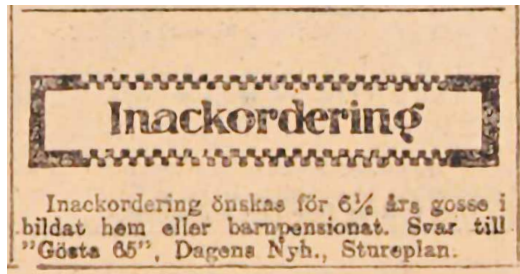 Inackordering
Inackordering önskas för 6½ års gosse i
bildat hem eller barnpensionat. Svar till
"Gösta 65", Dagens Nyh., Stureplan.